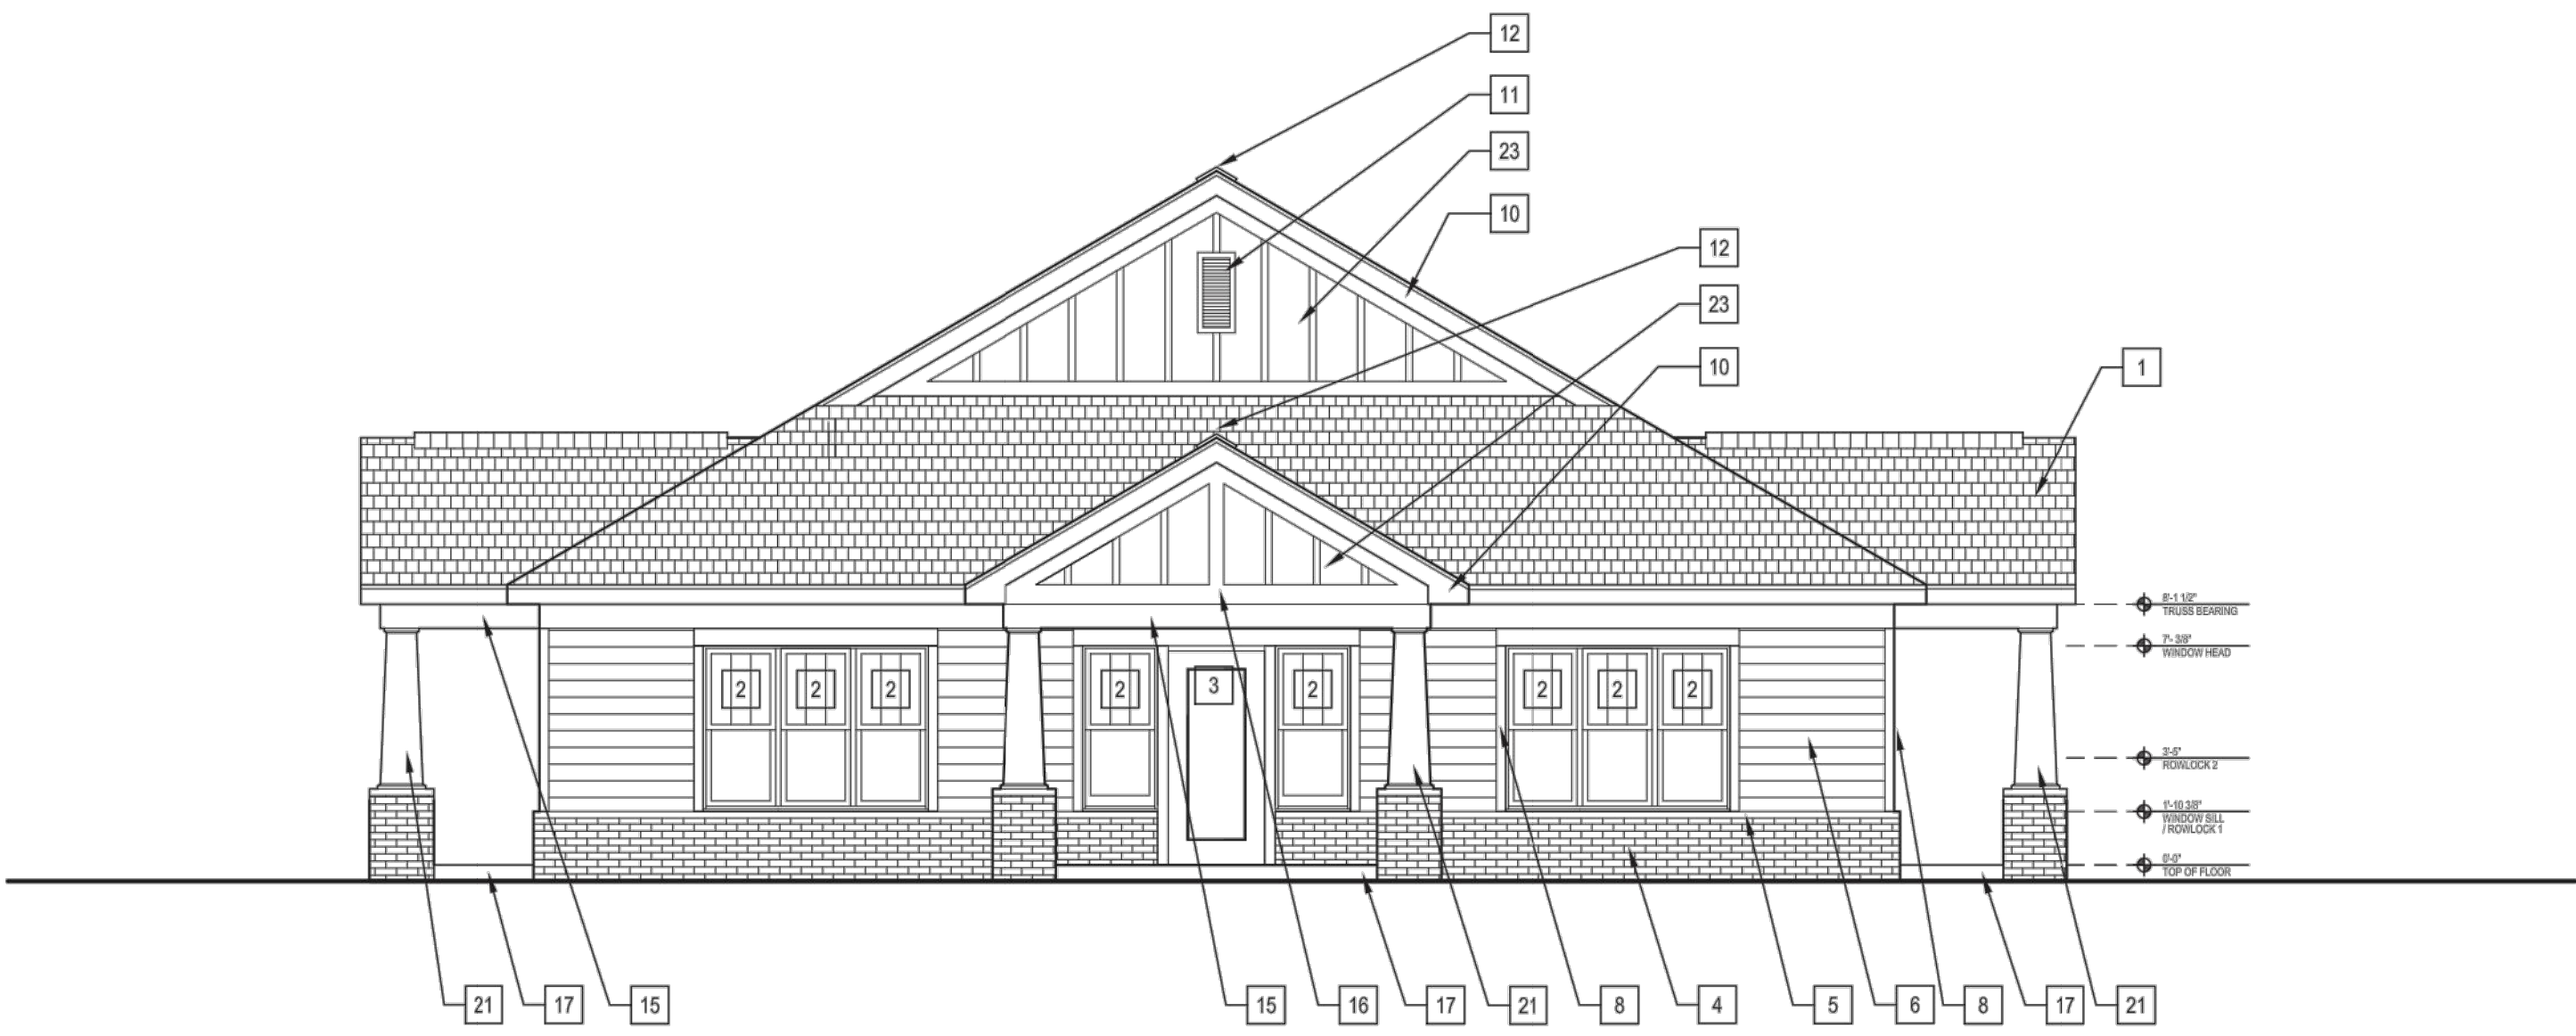 12
11
23
10
12
23
10
1
8'-1 1/2"
TRUSS BEARING
7'- 3/8"
WINDOW HEAD
2 2 2 2 3 2 2 2 2
3'-5"
ROWLOCK 2
1'-10 3/8"
WINDOW SILL
/ ROWLOCK 1
0'-0"
TOP OF FLOOR
21 17 15 15 16 17 21 8 4 5 6 8 17 21